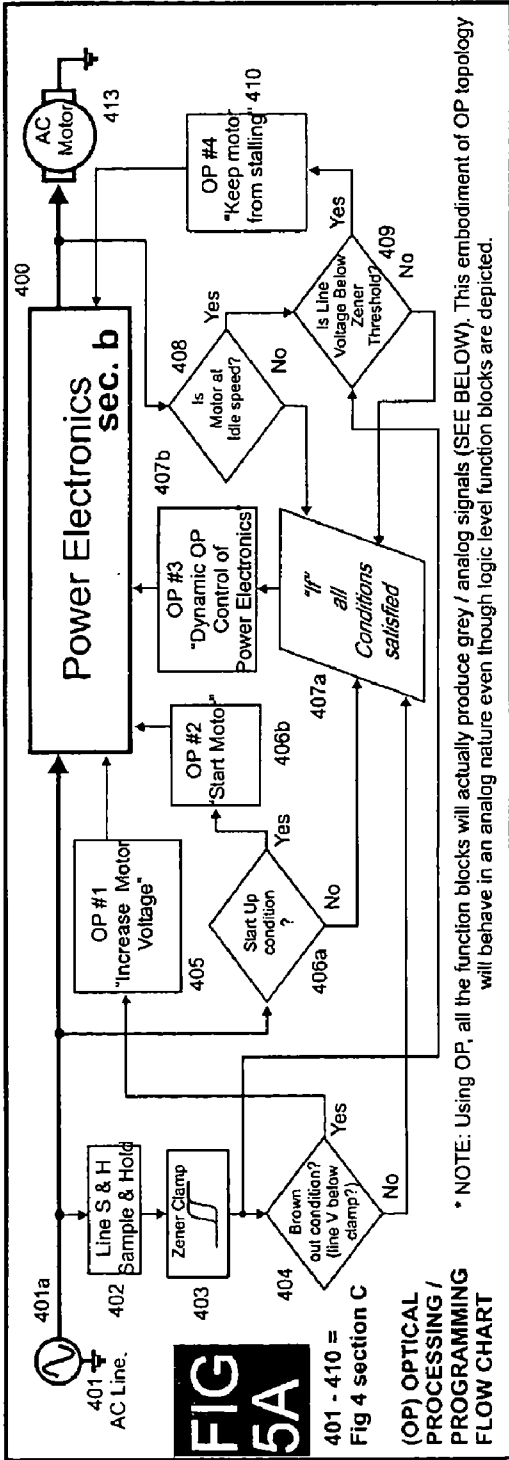 401a
401
AC Line.
Line S & H
Sample & Hold
402
Zener Clamp
403
Brown
out condition?
(line V below
clamp?)
404
Yes
No
OP #1
"Increase Motor
Voltage"
405
Start Up
condition
?
406a
Yes
No
OP #2
"Start Motor"
406b
Power Electronics
sec. b
400
OP #3
"Dynamic OP
Control of
Power Electronics
407b
"If"
all
Conditions
satisfied
407a
Is
Motor at
Idle speed?
408
Yes
No
Is Line
Voltage Below
Zener
Threshold?
409
Yes
No
OP #4
"Keep motor
from stalling"
410
AC
Motor
413
FIG
5A
401 - 410 =
Fig 4 section C
(OP) OPTICAL
PROCESSING /
PROGRAMMING
FLOW CHART
* NOTE: Using OP, all the function blocks will actually produce grey / analog signals (SEE BELOW). This embodiment of OP topology
will behave in an analog nature even though logic level function blocks are depicted.